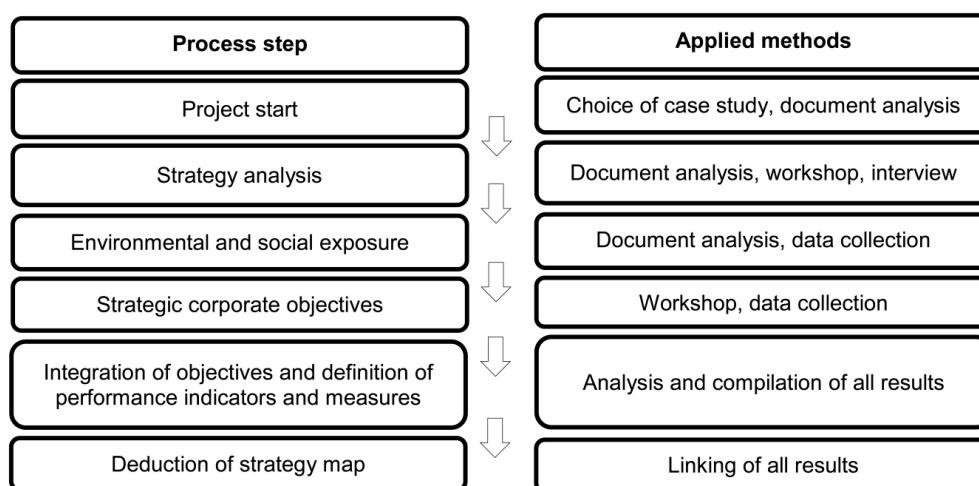 Process step
Applied methods
Project start
Choice of case study, document analysis
Strategy analysis
Document analysis, workshop, interview
Environmental and social exposure
Document analysis, data collection
Strategic corporate objectives
Workshop, data collection
Integration of objectives and definition of
performance indicators and measures
Analysis and compilation of all results
Deduction of strategy map
Linking of all results